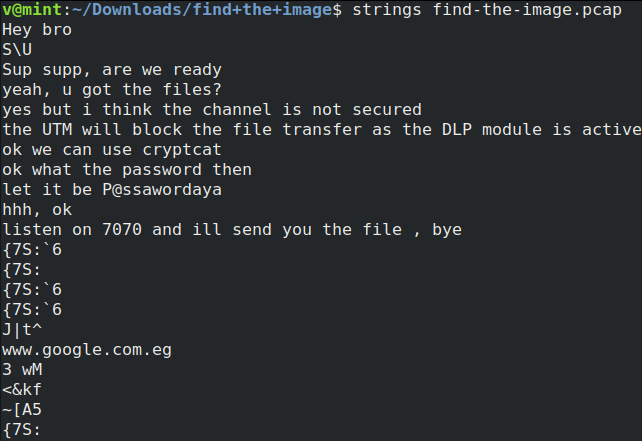 v@mint:~/Downloads/find+the+image$ strings find-the-image.pcap
Hey bro
S\U
Sup supp, are we ready
yeah, u got the files?
yes but i think the channel is not secured
the UTM will block the file transfer as the DLP module is active
ok we can use cryptcat
ok what the password then
let it be P@ssawordaya
hhh, ok
listen on 7070 and ill send you the file , bye
{7S:`6
{7S:
{7S:`6
{7S:`6
J|t^
www.google.com.eg
3 wM
<&kf
~[A5
{7S: